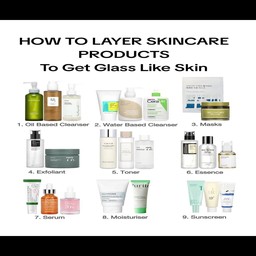 HOW TO LAYER SKINCARE
PRODUCTS
To Get Glass Like Skin
1. Oil Based Cleanser
2. Water Based Cleanser
3. Masks
4. Exfoliant
5. Toner
6. Essence
7. Serum
8. Moisturiser
9. Sunscreen